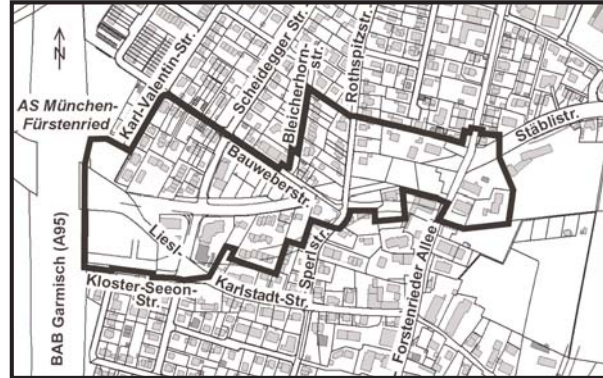 N
AS München-
Fürstenried
Karl-Valentin-Str.
Scheidegger Str.
Bleicherhorn-
str.
Rothspitzstr.
Stäblistr.
Bauweberstr.
Liesl-
Karlstadt-Str.
Sperlstr.
Forstenrieder Allee
Kloster-Seeon-
Str.
BAB Garmisch (A95)